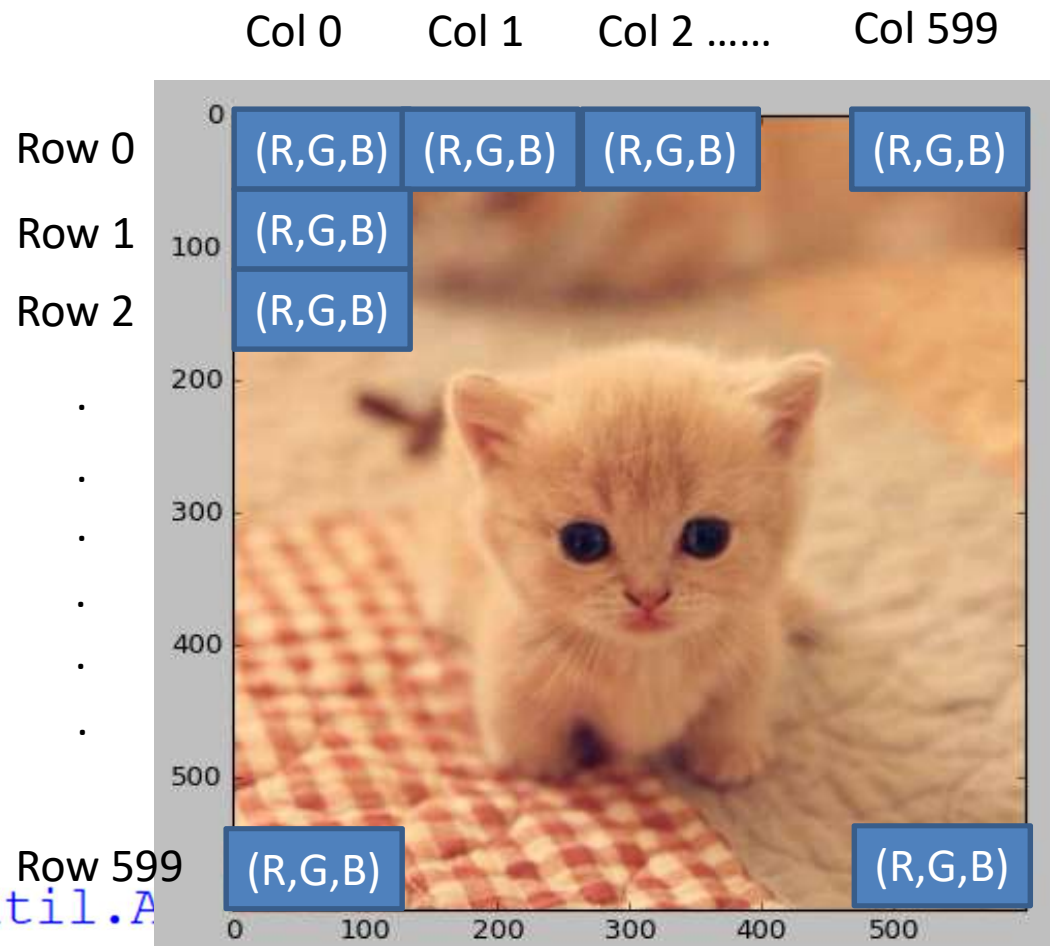 Col 0 Col 1 Col 2 …… Col 599
0
Row 0 (R,G,B) (R,G,B) (R,G,B) (R,G,B)
Row 1 (R,G,B)
100
Row 2 (R,G,B)
.
200
.
.
300
.
400
.
.
500
Row 599 (R,G,B) (R,G,B)
til.A
0 100 200 300 400 500